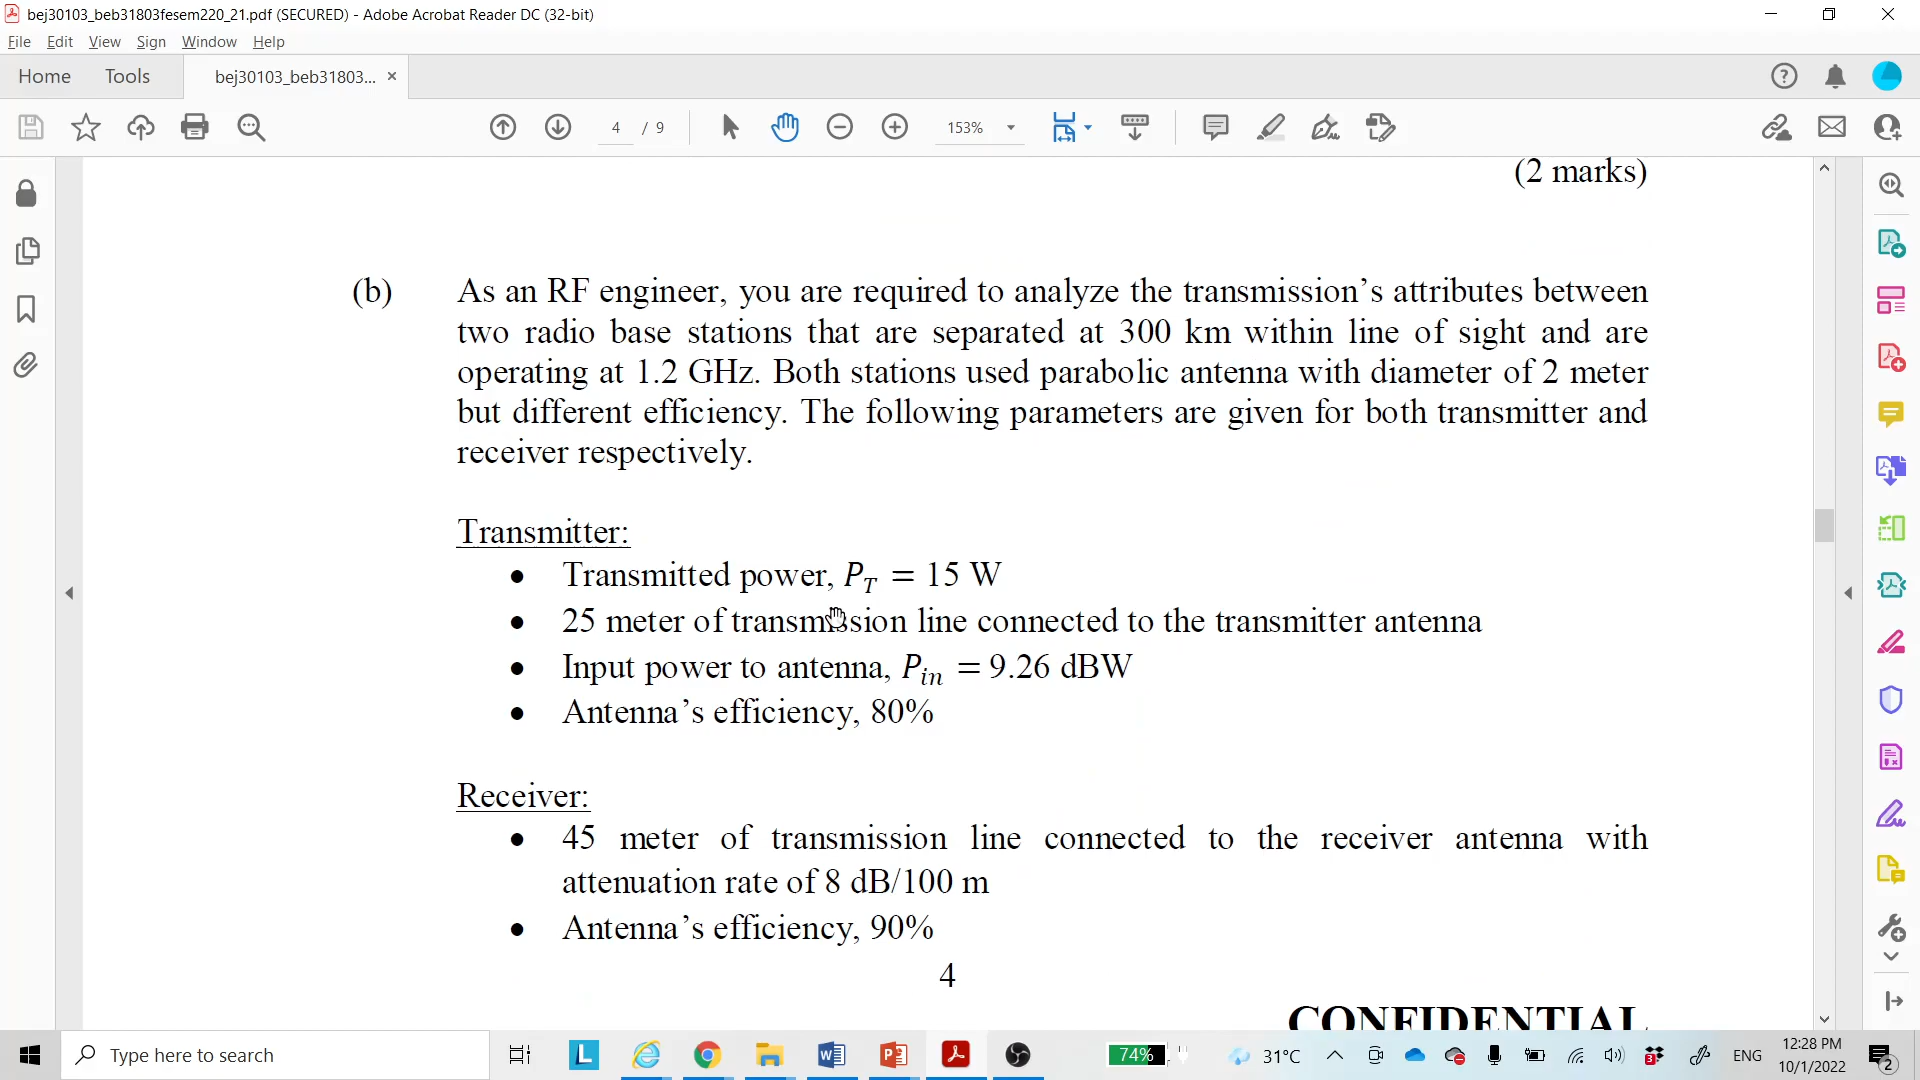 bej30103_beb31803fesem220_21.pdf (SECURED) - Adobe Acrobat Reader DC (32-bit)
File Edit View Sign Window Help
Home Tools bej30103_beb31803... ×
4 / 9 153%
(2 marks)
(b) As an RF engineer, you are required to analyze the transmission’s attributes between
two radio base stations that are separated at 300 km within line of sight and are
operating at 1.2 GHz. Both stations used parabolic antenna with diameter of 2 meter
but different efficiency. The following parameters are given for both transmitter and
receiver respectively.
Transmitter:
• Transmitted power, P_T = 15 W
• 25 meter of transmission line connected to the transmitter antenna
• Input power to antenna, P_in = 9.26 dBW
• Antenna’s efficiency, 80%
Receiver:
• 45 meter of transmission line connected to the receiver antenna with
attenuation rate of 8 dB/100 m
• Antenna’s efficiency, 90%
4
CONFIDENTIAL
Type here to search
74%
31°C
ENG
12:28 PM
10/1/2022
2